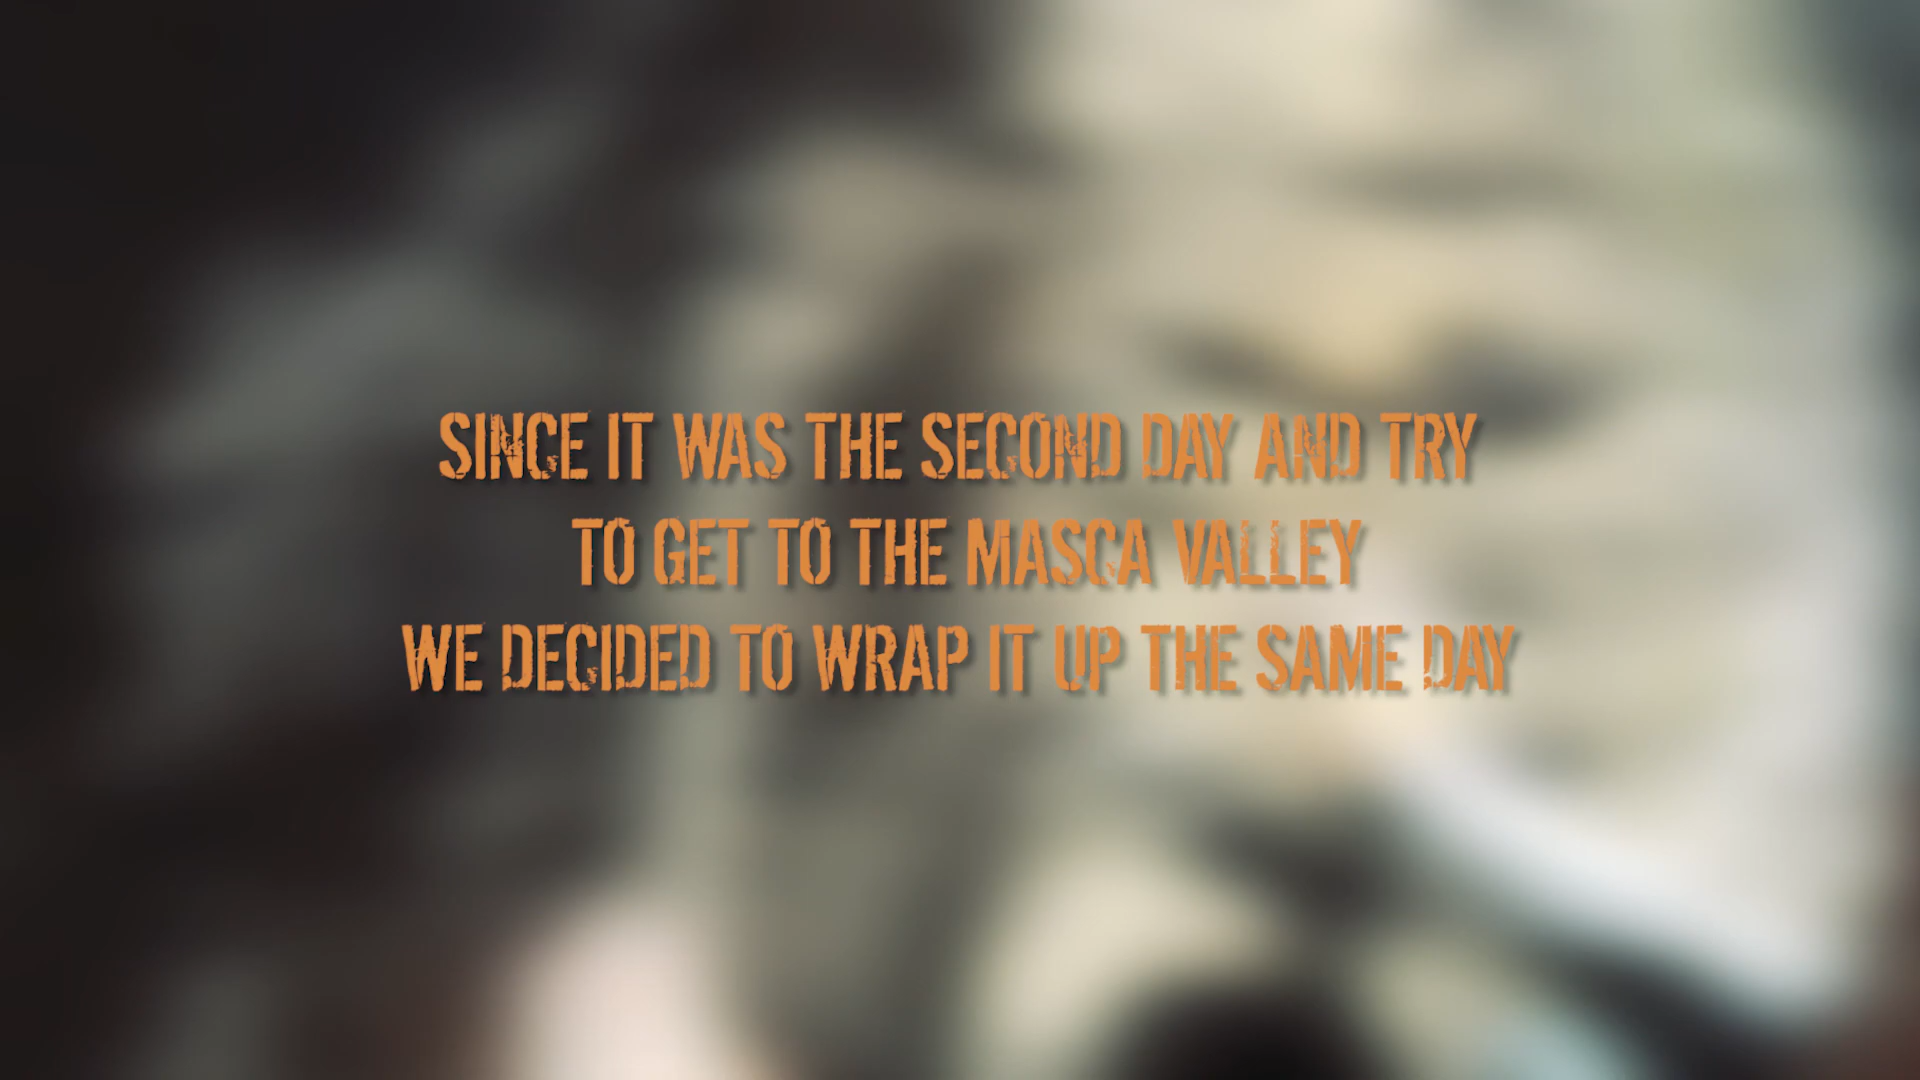 SINCE IT WAS THE SECOND DAY AND TRY
TO GET TO THE MASCA VALLEY
WE DECIDED TO WRAP IT UP THE SAME DAY